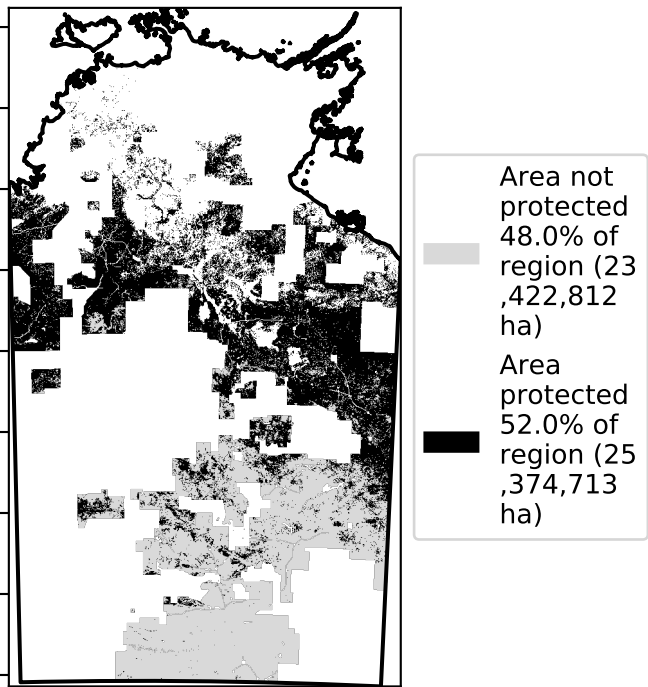 Area not
protected
48.0% of
region (23
,422,812
ha)
Area
protected
52.0% of
region (25
,374,713
ha)